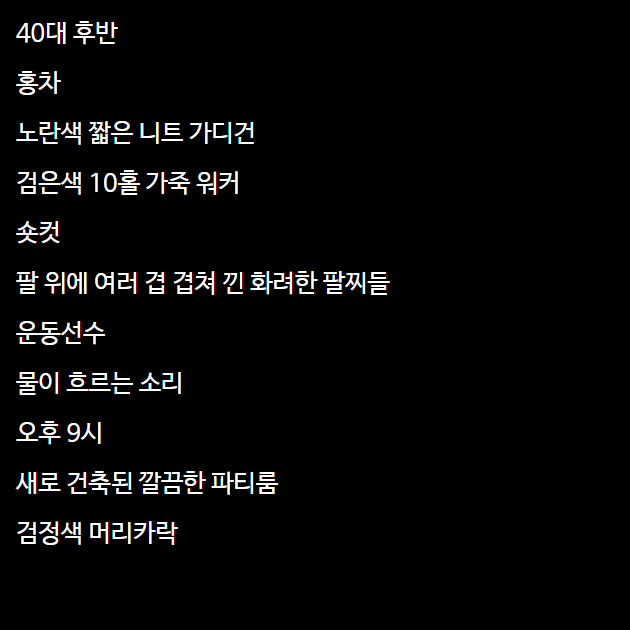 40대 후반
홍차
노란색 짧은 니트 가디건
검은색 10홀 가죽 워커
숏컷
팔 위에 여러 겹 겹쳐 낀 화려한 팔찌들
운동선수
물이 흐르는 소리
오후 9시
새로 건축된 깔끔한 파티룸
검정색 머리카락